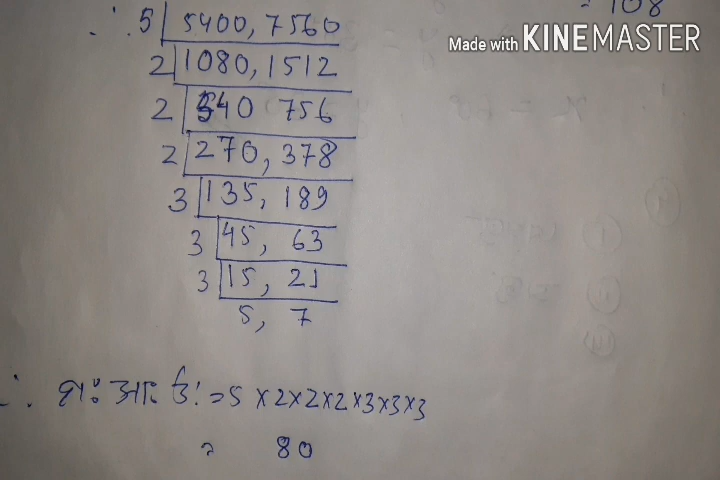 = 108
∴ 5 | 5400, 7560
Made with KINEMASTER
2 | 1080, 1512
2 | 540 756
2 | 270, 378
3 | 135, 189
3 | 45, 63
3 | 15, 21
5, 7
∴ = 5 × 2 × 2 × 2 × 3 × 3 × 3
= 80